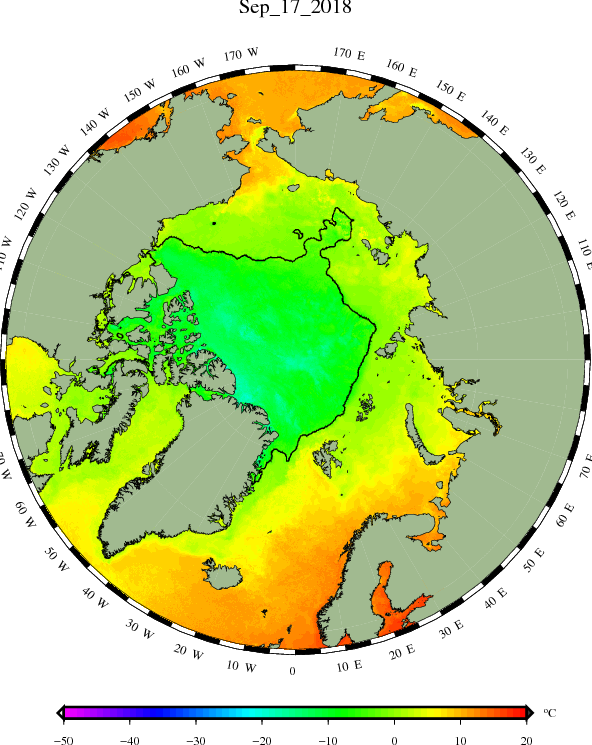 Sep_17_2018
170 W
170 E
160 W
160 E
150 W
150 E
140 W
140 E
130 W
130 E
120 W
120 E
110 E
70 E
60 W
60 E
50 W
50 E
40 W
40 E
30 W
30 E
20 W
20 E
10 W
10 E
0
°C
−50 −40 −30 −20 −10 0 10 20